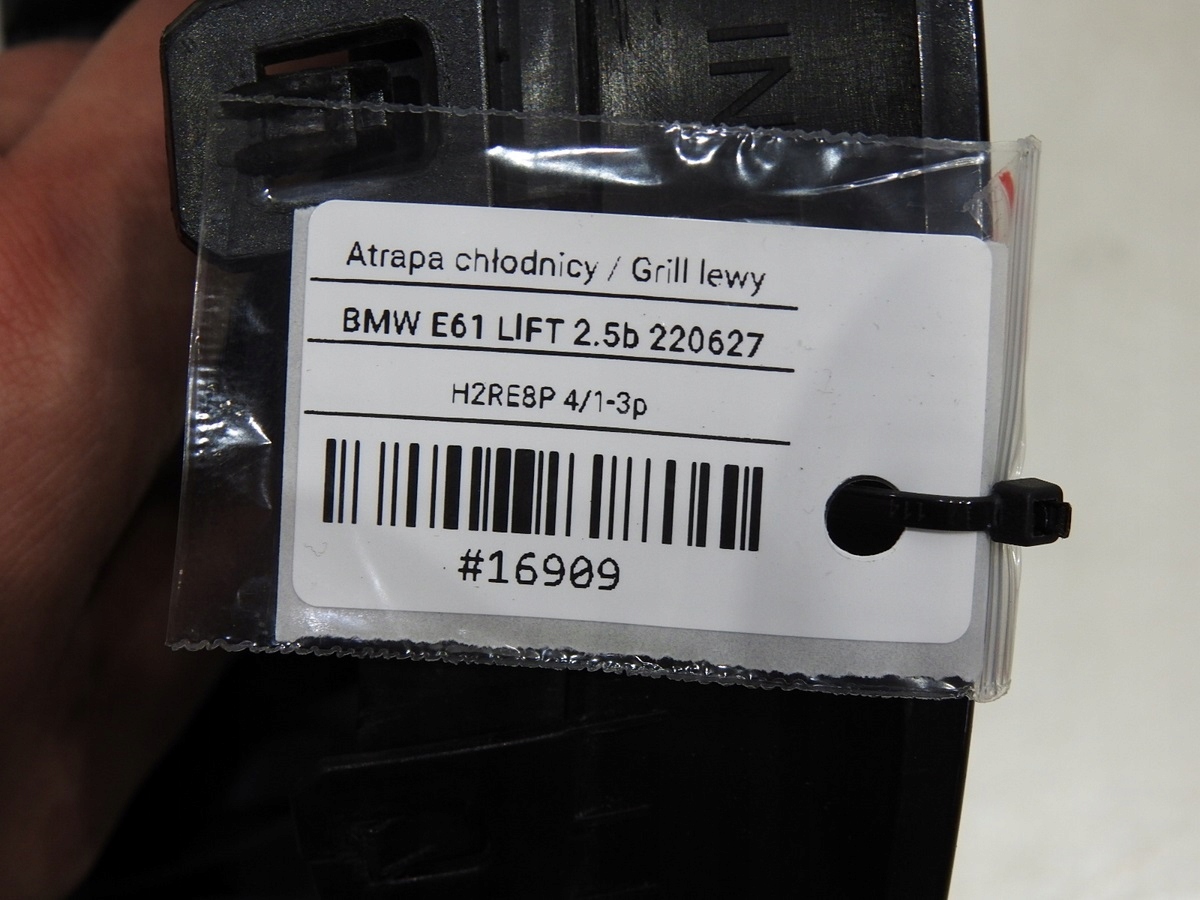 Atrapa chłodnicy / Grill lewy
BMW E61 LIFT 2.5b 220627
H2RE8P 4/1-3p
#16909